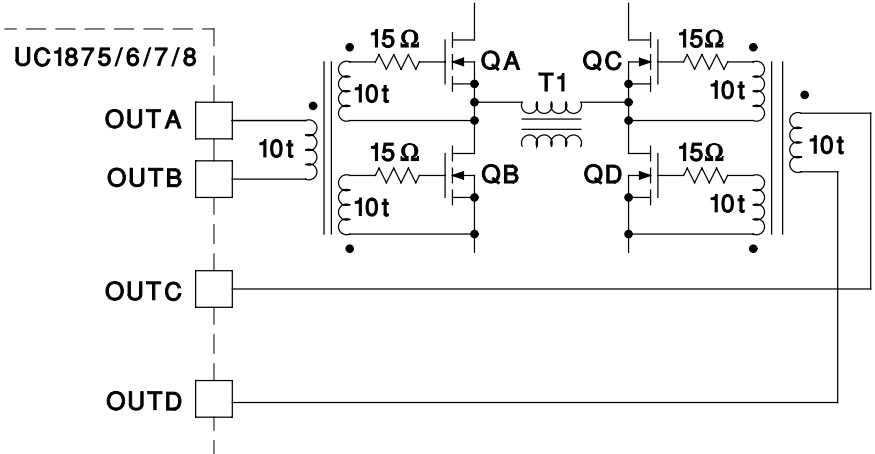 UC1875/6/7/8
15Ω
QA
QC
15Ω
T1
10t
10t
OUTA
10t
10t
OUTB
15Ω
QB
QD
15Ω
10t
10t
OUTC
OUTD